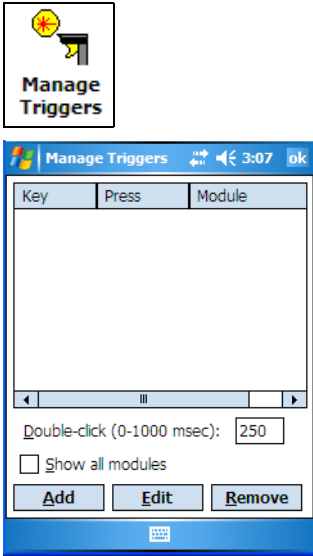 Manage
Triggers
Manage Triggers 3:07 ok
Key Press Module
Double-click (0-1000 msec): 250
Show all modules
Add Edit Remove